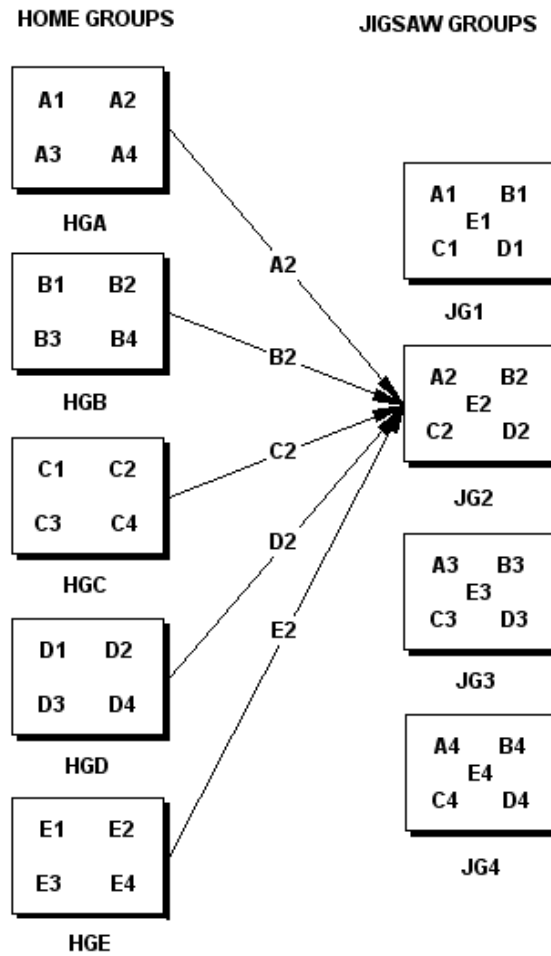 HOME GROUPS
A1 A2
A3 A4
HGA
B1 B2
B3 B4
HGB
C1 C2
C3 C4
HGC
D1 D2
D3 D4
HGD
E1 E2
E3 E4
HGE
A2
B2
C2
D2
E2
JIGSAW GROUPS
A1 B1
E1
C1 D1
JG1
A2 B2
E2
C2 D2
JG2
A3 B3
E3
C3 D3
JG3
A4 B4
E4
C4 D4
JG4